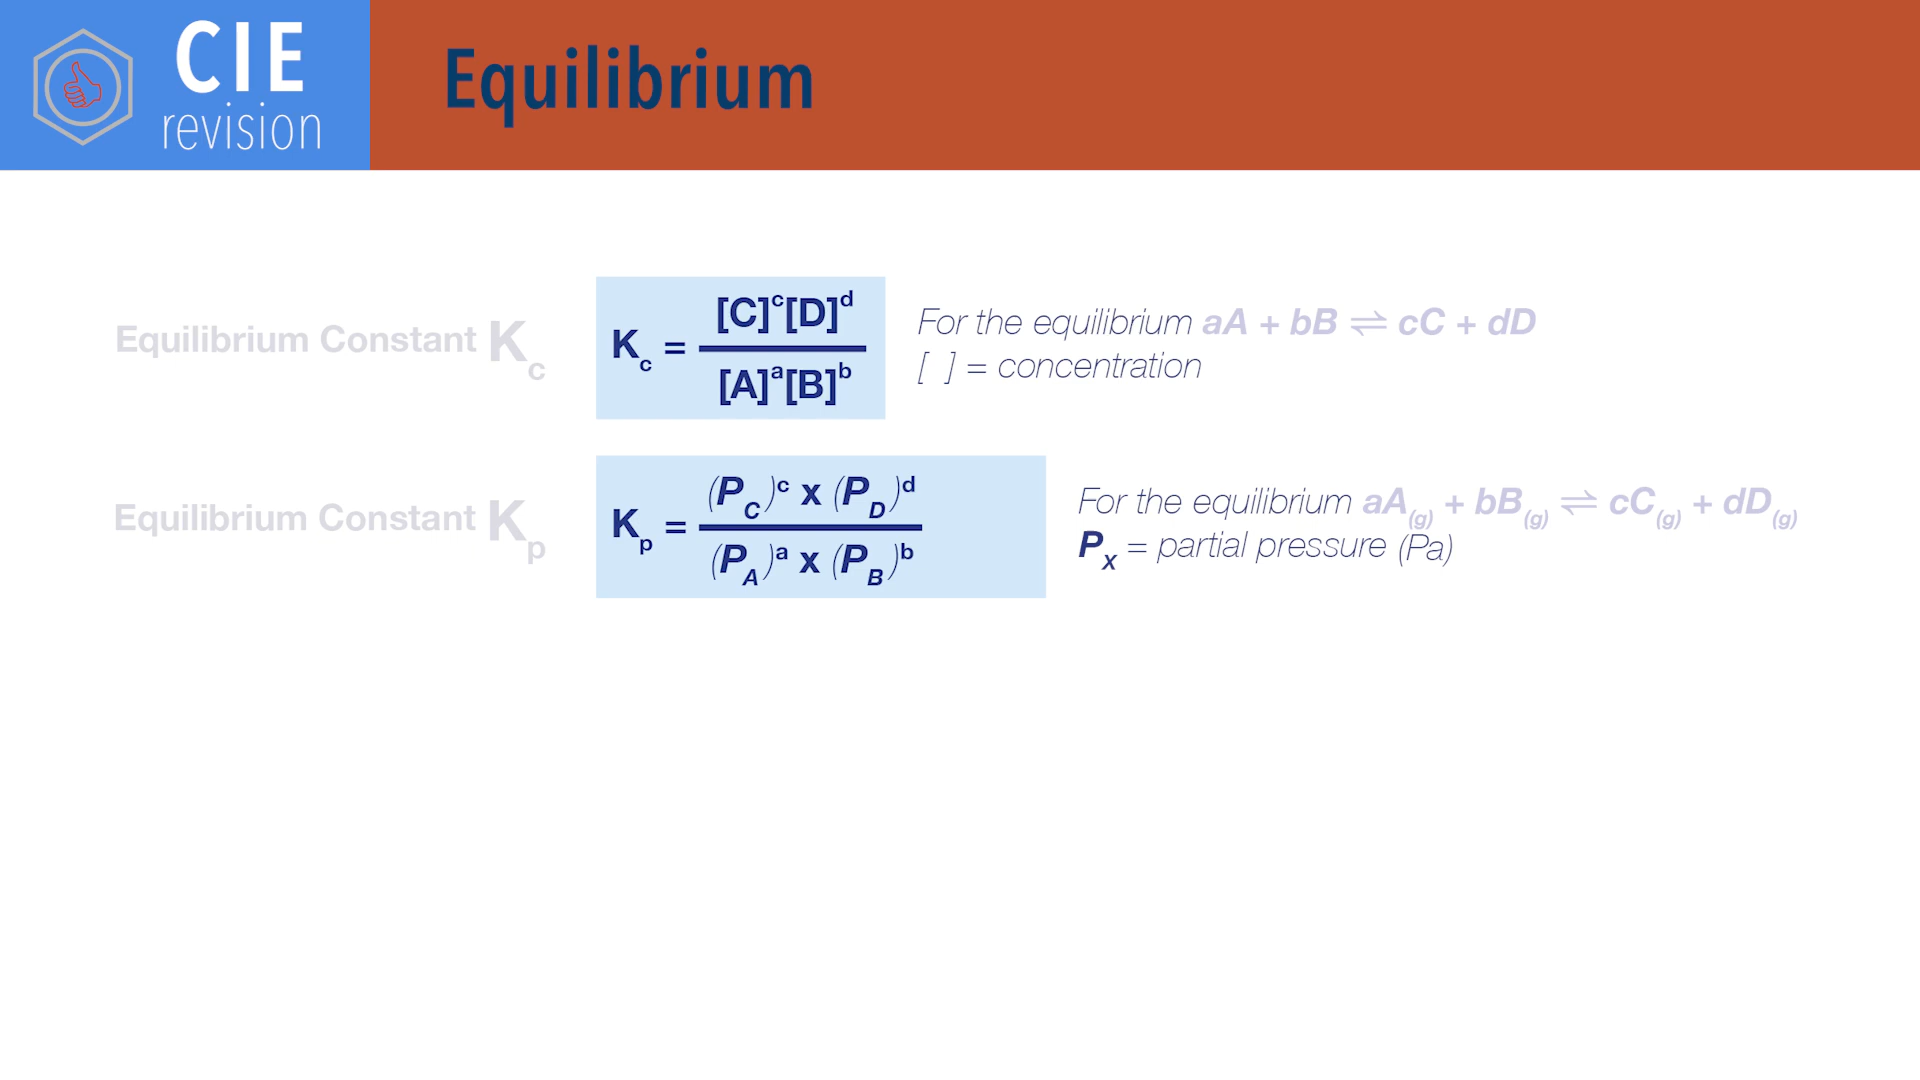 CIE
revision
Equilibrium
Equilibrium Constant Kc
Kc = [C]ᶜ[D]ᵈ
[A]ᵃ[B]ᵇ
For the equilibrium aA + bB ⇌ cC + dD
[ ] = concentration
Equilibrium Constant Kp
Kp = (PC)ᶜ x (PD)ᵈ
(PA)ᵃ x (PB)ᵇ
For the equilibrium aA(g) + bB(g) ⇌ cC(g) + dD(g)
Px = partial pressure (Pa)